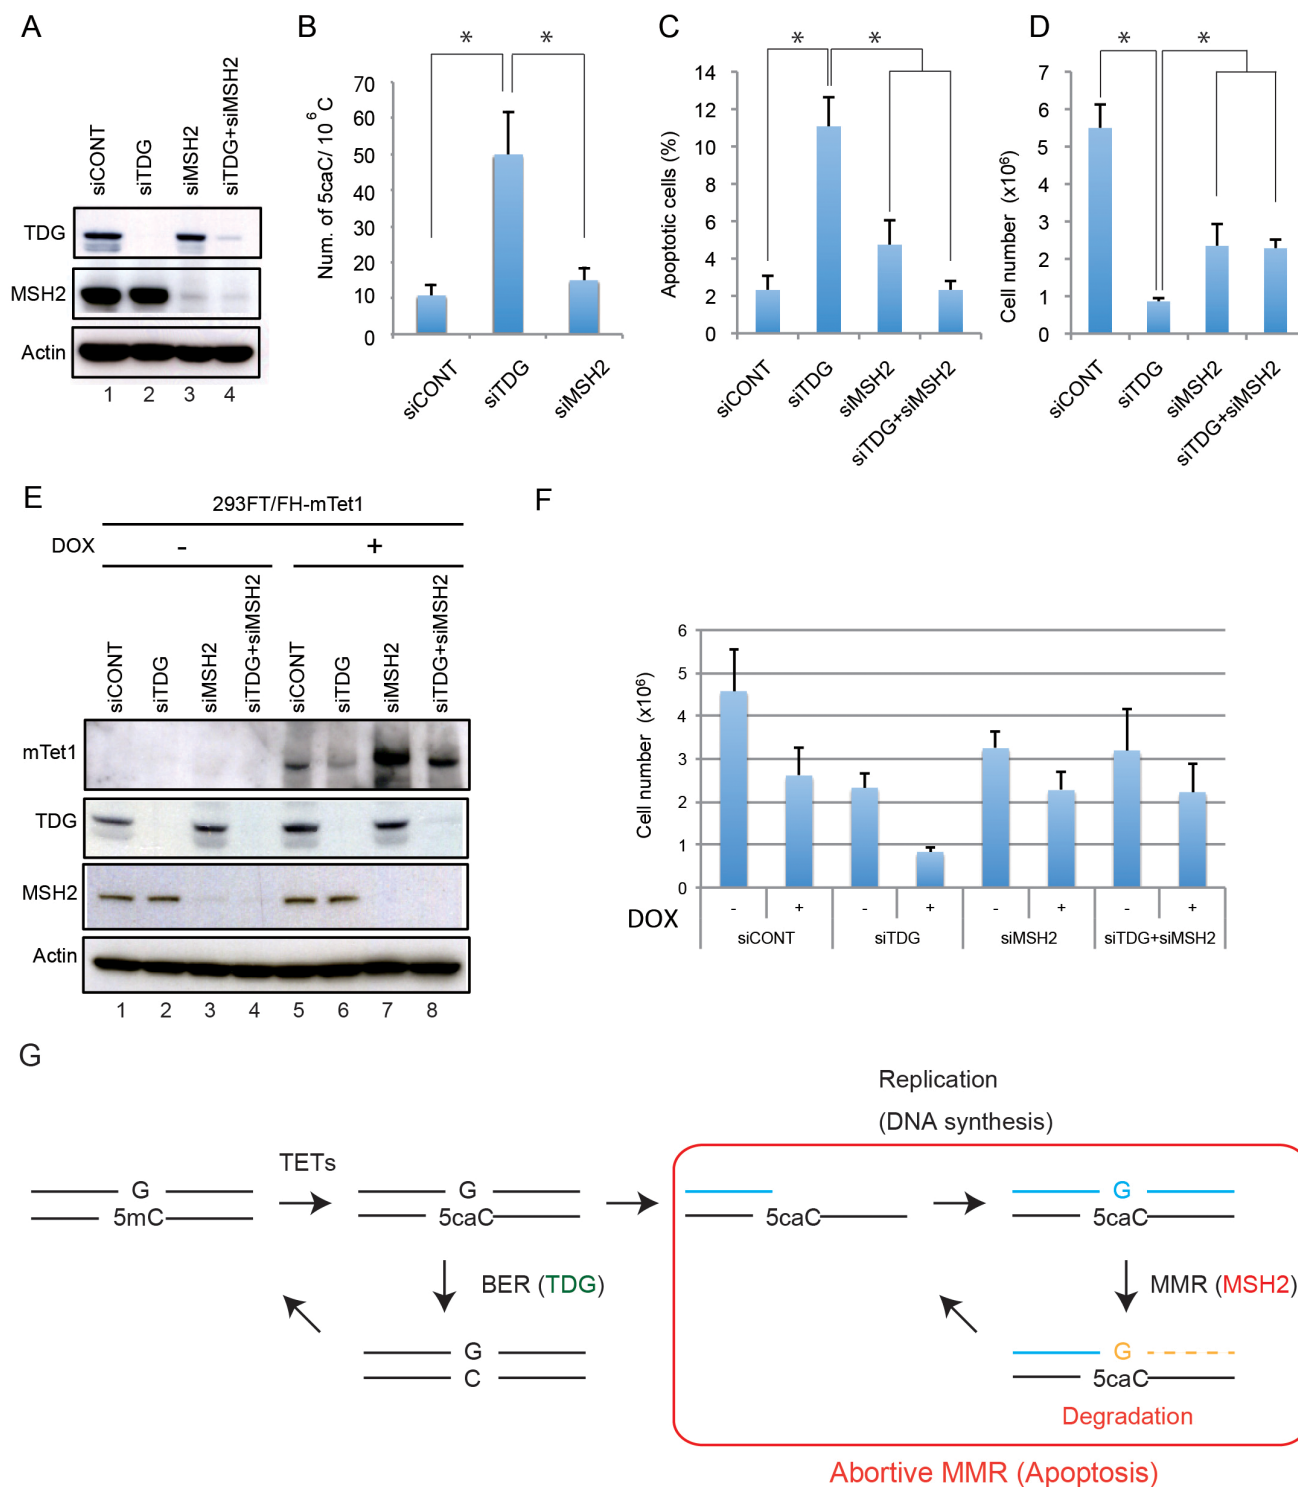 A
siCONT
siTDG
siMSH2
siTDG+siMSH2
TDG
MSH2
Actin
1 2 3 4
B
* *
Num. of 5caC/ 10 6 C
70
60
50
40
30
20
10
0
siCONT
siTDG
siMSH2
C
* *
Apoptotic cells (%)
14
12
10
8
6
4
2
0
siCONT
siTDG
siMSH2
siTDG+siMSH2
D
* *
Cell number (x10⁶)
7
6
5
4
3
2
1
0
siCONT
siTDG
siMSH2
siTDG+siMSH2
E
293FT/FH-mTet1
DOX - +
siCONT
siTDG
siMSH2
siTDG+siMSH2
siCONT
siTDG
siMSH2
siTDG+siMSH2
mTet1
TDG
MSH2
Actin
1 2 3 4 5 6 7 8
F
Cell number (x10⁶)
6
5
4
3
2
1
0
DOX - + - + - + - +
siCONT siTDG siMSH2 siTDG+siMSH2
G
Replication
(DNA synthesis)
TETs
G
5mC
G
5caC
5caC
G
5caC
BER (TDG)
MMR (MSH2)
G
C
G
5caC
Degradation
Abortive MMR (Apoptosis)